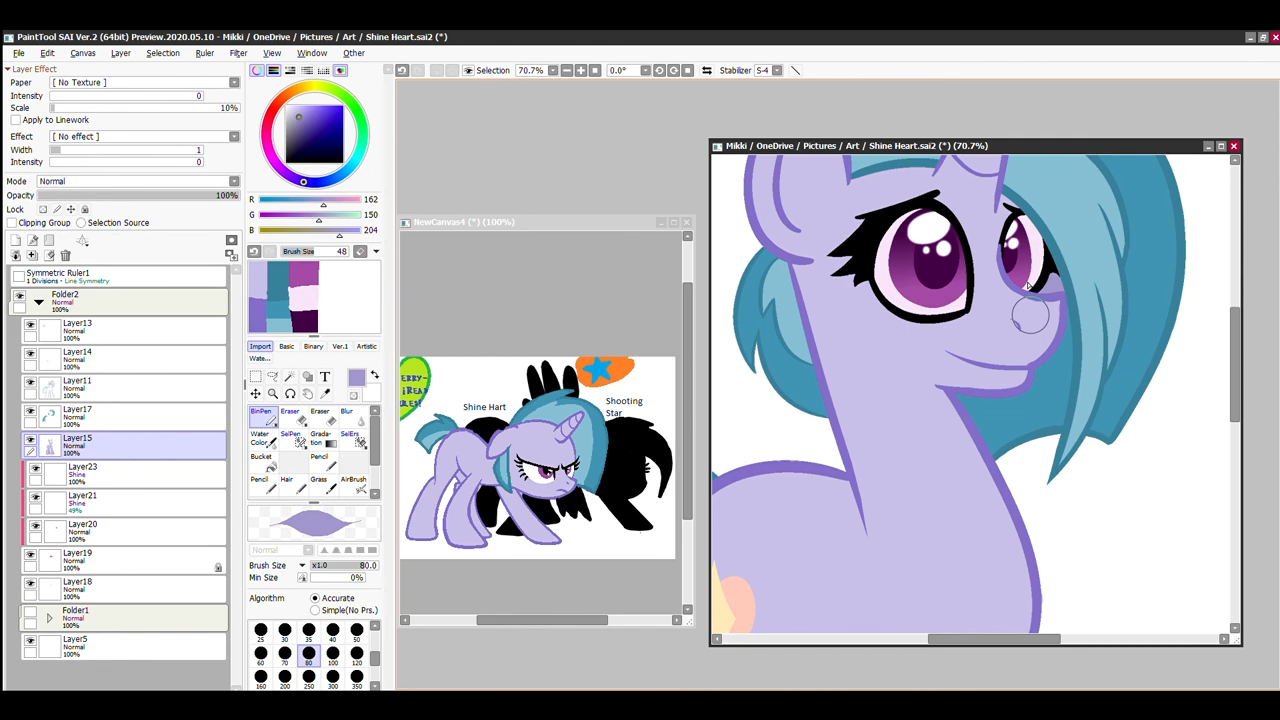 PaintTool SAI Ver.2 (64bit) Preview.2020.05.10 - Mikki / OneDrive / Pictures / Art / Shine Heart.sai2 (*)
File Edit Canvas Layer Selection Ruler Filter View Window Other
Layer Effect
Paper [ No Texture ]
Intensity 0
Scale 10%
Apply to Linework
Effect [ No effect ]
Width 1
Intensity 0
Mode Normal
Opacity 100%
Lock
Clipping Group Selection Source
Symmetric Ruler1
1 Divisions - Line Symmetry
Folder2
Normal
100%
Layer13
Normal
100%
Layer14
Normal
100%
Layer11
Normal
100%
Layer17
Normal
100%
Layer15
Normal
100%
Layer23
Shine
100%
Layer21
Shine
49%
Layer20
Normal
100%
Layer19
Normal
100%
Layer18
Normal
100%
Folder1
Normal
100%
Layer5
Normal
100%
R 162
G 150
B 204
Brush Size 48
Import Basic Binary Ver.1 Artistic
Wate...
T
BinPen Eraser Eraser Blur
Water Color SelPen Gradation SelErs
Bucket Pencil
Pencil Hair Grass AirBrush
Normal
Brush Size x1.0 80.0
Min Size 0%
Algorithm Accurate
Simple(No Prs.)
25 30 35 40 50
60 70 80 100 120
160 200 250 300 350
Selection 70.7% 0.0° Stabilizer S-4
NewCanvas4 (*) (100%)
ERRY-
iREAD
RULES!
Shine Hart
Shooting
Star
Mikki / OneDrive / Pictures / Art / Shine Heart.sai2 (*) (70.7%)